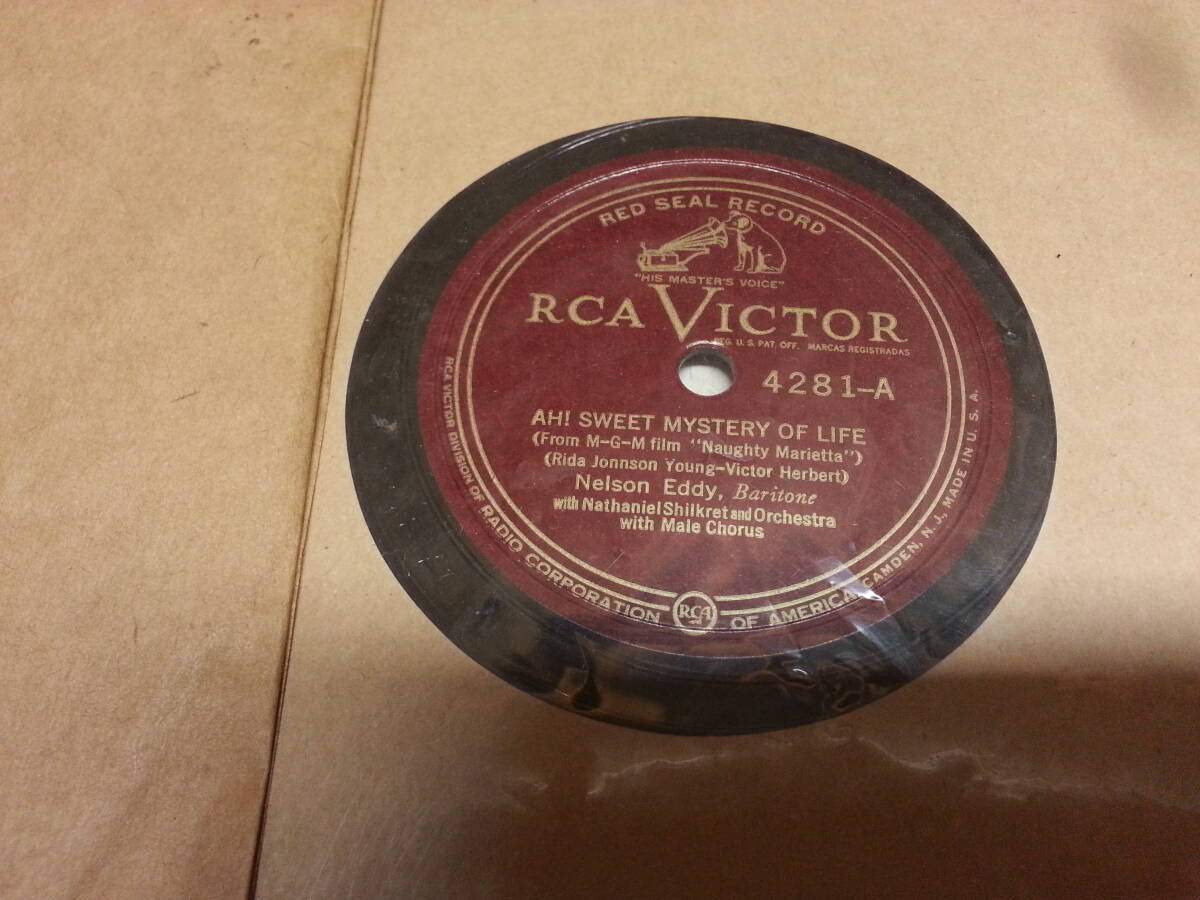 RED SEAL RECORD
"HIS MASTER'S VOICE"
RCA VICTOR
REG. U. S. PAT. OFF. MARCAS REGISTRADAS
4281-A
AH! SWEET MYSTERY OF LIFE
(From M-G-M film "Naughty Marietta")
(Rida Jonnson Young-Victor Herbert)
Nelson Eddy, Baritone
with Nathaniel Shilkret and Orchestra
with Male Chorus
RCA VICTOR DIVISION OF RADIO CORPORATION OF AMERICA, CAMDEN, N. J., MADE IN U. S. A.
RCA